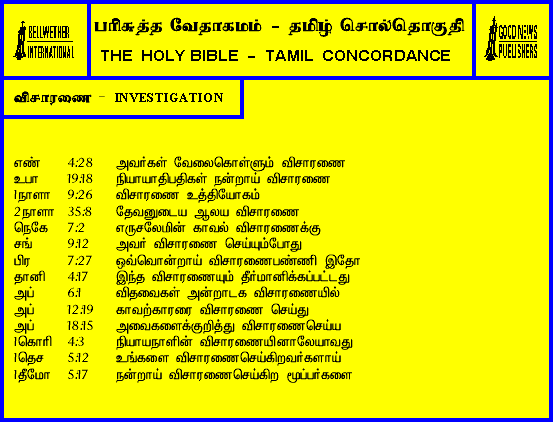 BELLWETHER
INTERNATIONAL
பரிசுத்த வேதாகமம் - தமிழ் சொல்தொகுதி
THE HOLY BIBLE - TAMIL CONCORDANCE
GOOD NEWS
PUBLISHERS
விசாரணை - INVESTIGATION
எண் 4:28 அவர்கள் வேலைகொள்ளும் விசாரணை
உபா 19:18 நியாயாதிபதிகள் நன்றாய் விசாரணை
1நாளா 9:26 விசாரணை உத்தியோகம்
2நாளா 35:8 தேவனுடைய ஆலய விசாரணை
நெகே 7:2 எருசலேமின் காவல் விசாரணைக்கு
சங் 9:12 அவர் விசாரணை செய்யும்போது
பிர 7:27 ஒவ்வொன்றாய் விசாரணைபண்ணி இதோ
தானி 4:17 இந்த விசாரணையும் தீர்மானிக்கப்பட்டது
அப் 6:1 விதவைகள் அன்றாடக விசாரணையில்
அப் 12:19 காவற்காரரை விசாரணை செய்து
அப் 18:15 அவைகளைக்குறித்து விசாரணைசெய்ய
1கொரி 4:3 நியாயநாளின் விசாரணையினாலேயாவது
1தெச 5:12 உங்களை விசாரணைசெய்கிறவர்களாய்
1தீமோ 5:17 நன்றாய் விசாரணைசெய்கிற மூப்பர்களை